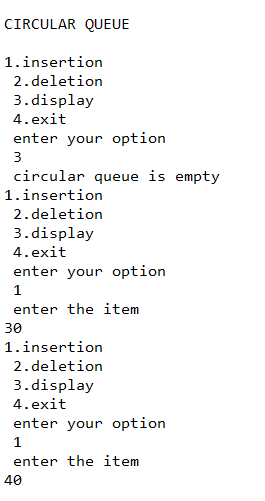 CIRCULAR QUEUE
1.insertion
2.deletion
3.display
4.exit
enter your option
3
circular queue is empty
1.insertion
2.deletion
3.display
4.exit
enter your option
1
enter the item
30
1.insertion
2.deletion
3.display
4.exit
enter your option
1
enter the item
40